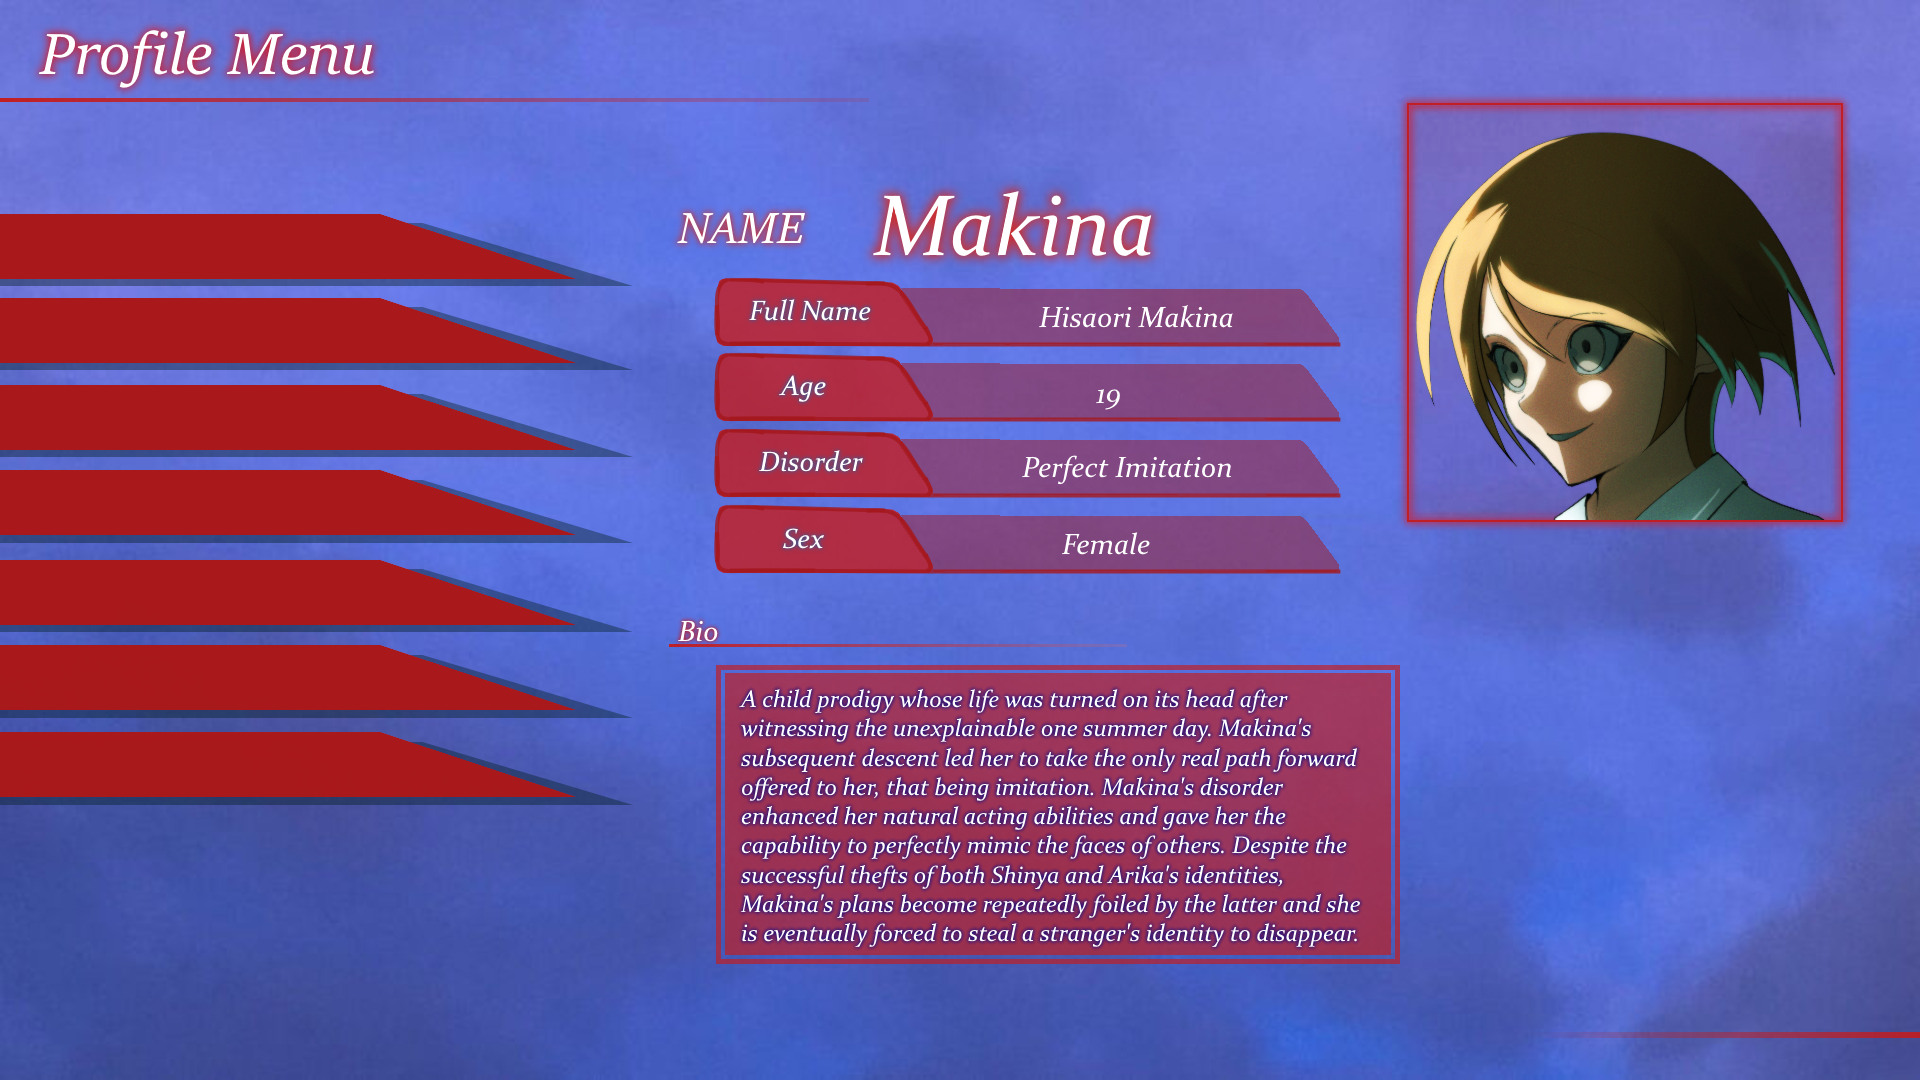 Profile Menu
NAME Makina
Full Name Hisaori Makina
Age 19
Disorder Perfect Imitation
Sex Female
Bio
A child prodigy whose life was turned on its head after
witnessing the unexplainable one summer day. Makina's
subsequent descent led her to take the only real path forward
offered to her, that being imitation. Makina's disorder
enhanced her natural acting abilities and gave her the
capability to perfectly mimic the faces of others. Despite the
successful thefts of both Shinya and Arika's identities,
Makina's plans become repeatedly foiled by the latter and she
is eventually forced to steal a stranger's identity to disappear.